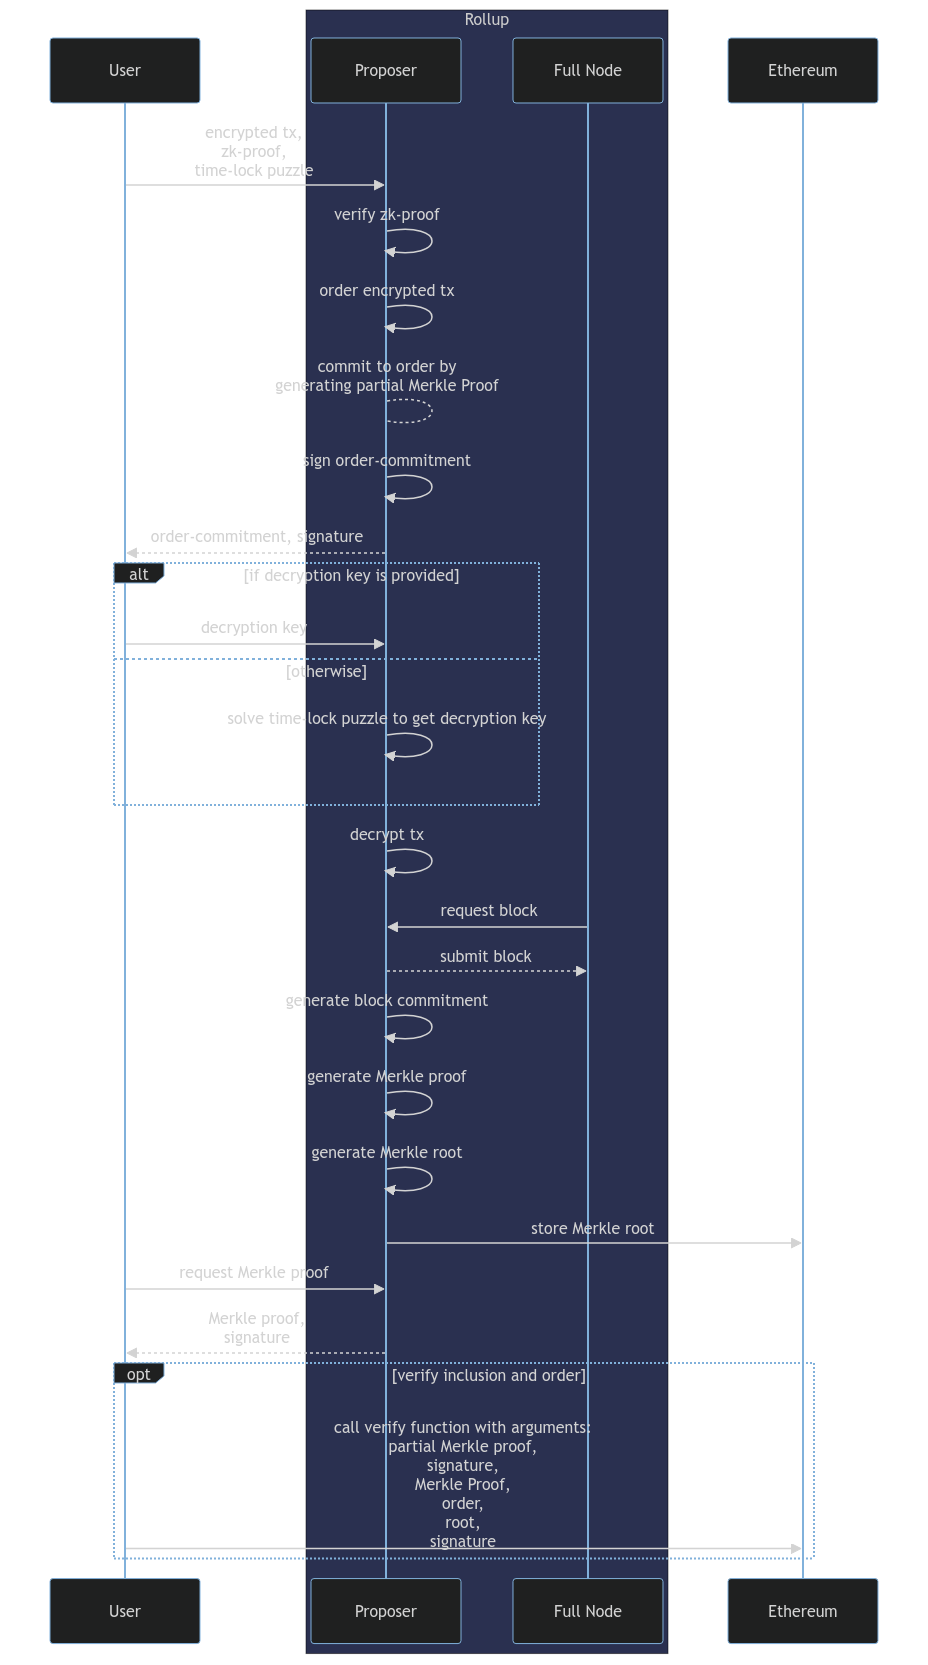 Rollup
User
Proposer
Full Node
Ethereum
encrypted tx,
zk-proof,
time-lock puzzle
verify zk-proof
order encrypted tx
commit to order by
generating partial Merkle Proof
sign order-commitment
order-commitment, signature
alt
[if decryption key is provided]
decryption key
[otherwise]
solve time-lock puzzle to get decryption key
decrypt tx
request block
submit block
generate block commitment
generate Merkle proof
generate Merkle root
store Merkle root
request Merkle proof
Merkle proof,
signature
opt
[verify inclusion and order]
call verify function with arguments:
partial Merkle proof,
signature,
Merkle Proof,
order,
root,
signature
User
Proposer
Full Node
Ethereum